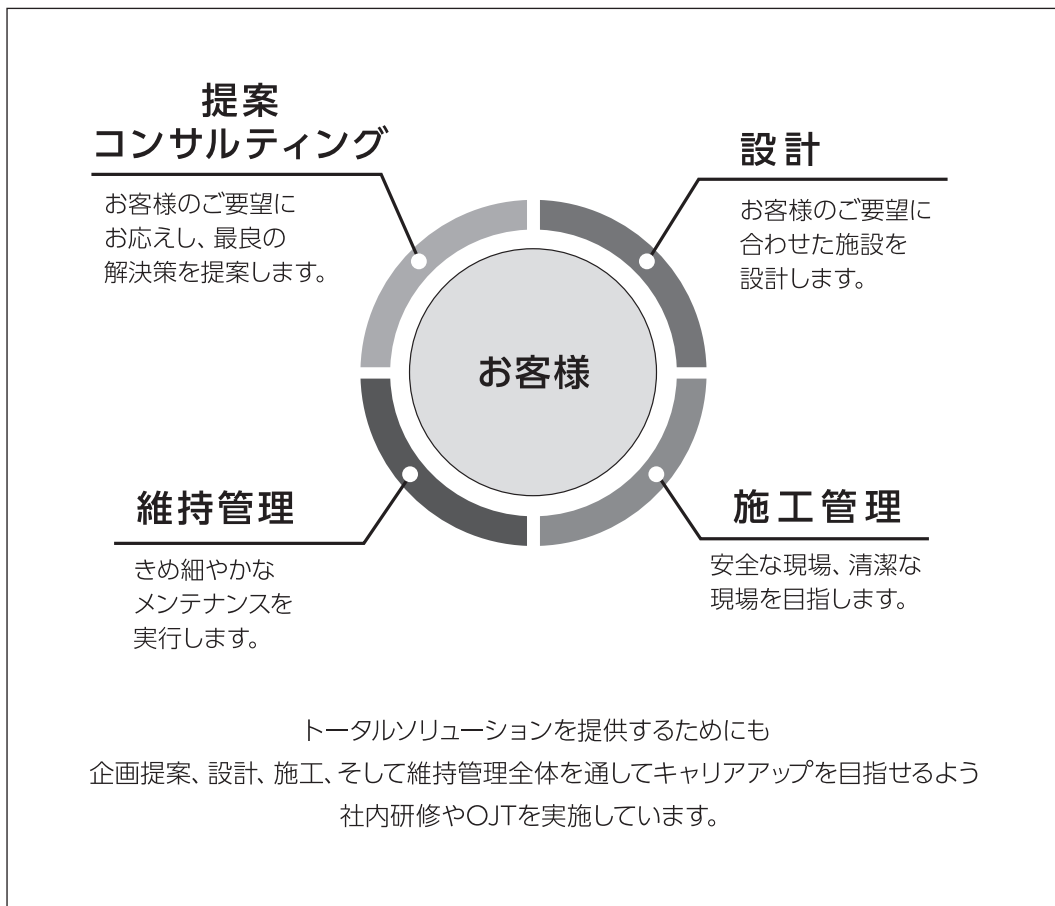 提案
コンサルティング
お客様のご要望に
お応えし、最良の
解決策を提案します。
設計
お客様のご要望に
合わせた施設を
設計します。
お客様
維持管理
きめ細やかな
メンテナンスを
実行します。
施工管理
安全な現場、清潔な
現場を目指します。
トータルソリューションを提供するためにも
企画提案、設計、施工、そして維持管理全体を通してキャリアアップを目指せるよう
社内研修やOJTを実施しています。